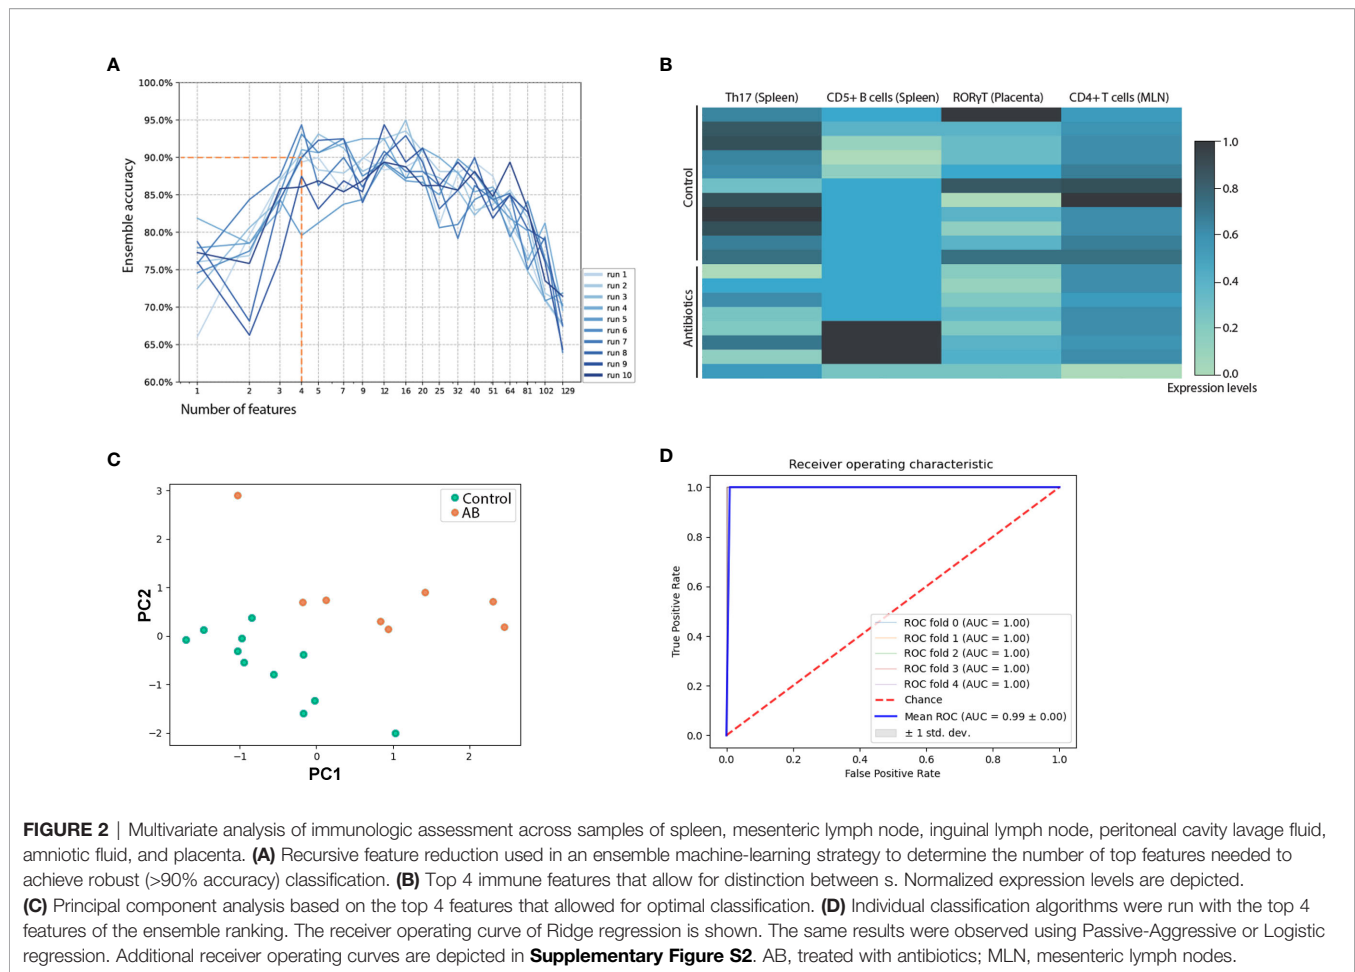 A
100.0%
95.0%
90.0%
85.0%
80.0%
75.0%
70.0%
65.0%
60.0%
Ensemble accuracy
1 2 3 4 5 7 9 12 16 20 25 32 40 51 64 81 102 129
Number of features
run 1
run 2
run 3
run 4
run 5
run 6
run 7
run 8
run 9
run 10
B
Th17 (Spleen) CD5+ B cells (Spleen) RORγT (Placenta) CD4+ T cells (MLN)
Control
Antibiotics
1.0
0.8
0.6
0.4
0.2
0.0
Expression levels
C
3
2
1
0
−1
−2
PC2
−1 0 1 2
PC1
Control
AB
D
Receiver operating characteristic
1.0
0.8
0.6
0.4
0.2
0.0
True Positive Rate
0.0 0.2 0.4 0.6 0.8 1.0
False Positive Rate
ROC fold 0 (AUC = 1.00)
ROC fold 1 (AUC = 1.00)
ROC fold 2 (AUC = 1.00)
ROC fold 3 (AUC = 1.00)
ROC fold 4 (AUC = 1.00)
Chance
Mean ROC (AUC = 0.99 ± 0.00)
± 1 std. dev.
FIGURE 2 | Multivariate analysis of immunologic assessment across samples of spleen, mesenteric lymph node, inguinal lymph node, peritoneal cavity lavage fluid,
amniotic fluid, and placenta. (A) Recursive feature reduction used in an ensemble machine-learning strategy to determine the number of top features needed to
achieve robust (>90% accuracy) classification. (B) Top 4 immune features that allow for distinction between s. Normalized expression levels are depicted.
(C) Principal component analysis based on the top 4 features that allowed for optimal classification. (D) Individual classification algorithms were run with the top 4
features of the ensemble ranking. The receiver operating curve of Ridge regression is shown. The same results were observed using Passive-Aggressive or Logistic
regression. Additional receiver operating curves are depicted in Supplementary Figure S2. AB, treated with antibiotics; MLN, mesenteric lymph nodes.